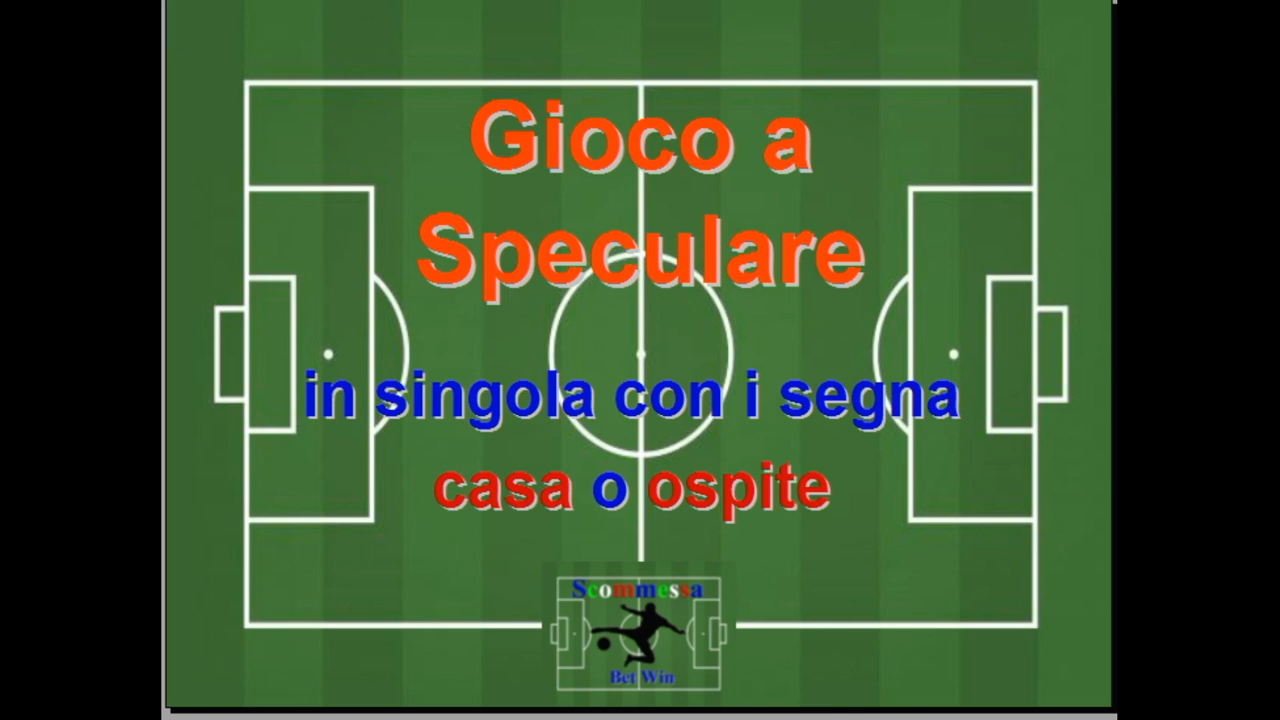 Gioco a
Speculare
in singola con i segna
casa o ospite
Scommessa
Bet Win